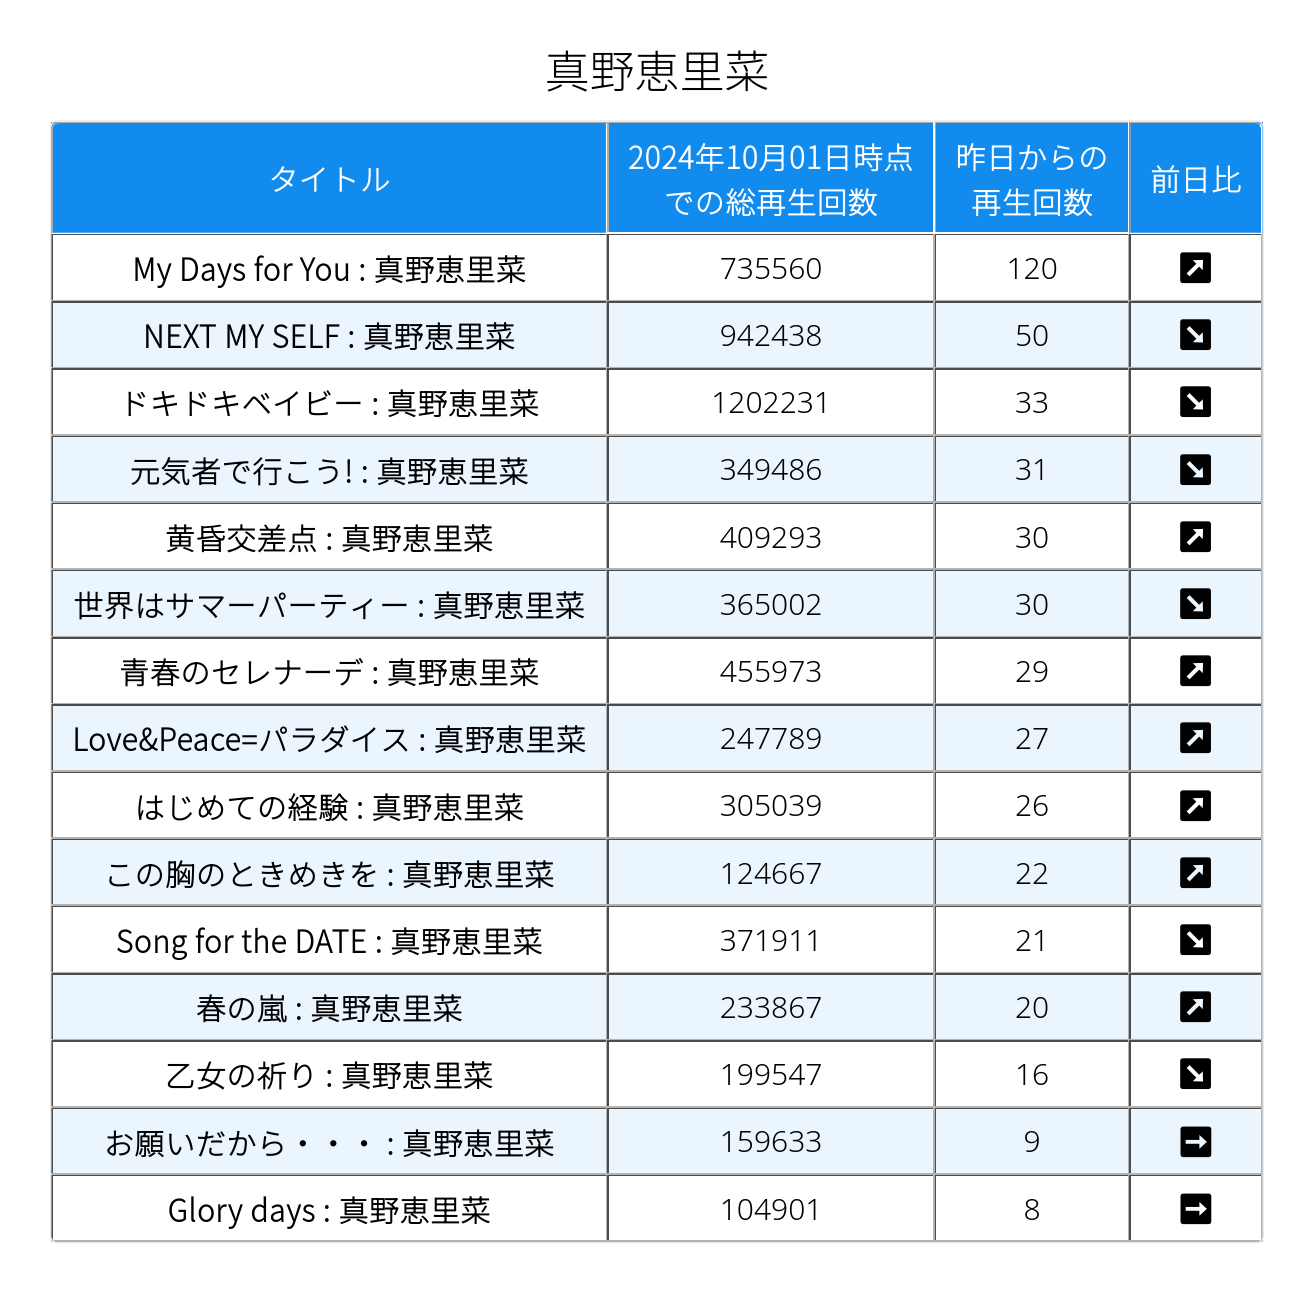 真野恵里菜
タイトル 2024年10月01日時点での総再生回数 昨日からの再生回数 前日比
My Days for You : 真野恵里菜 735560 120 ↗
NEXT MY SELF : 真野恵里菜 942438 50 ↘
ドキドキベイビー : 真野恵里菜 1202231 33 ↘
元気者で行こう! : 真野恵里菜 349486 31 ↘
黄昏交差点 : 真野恵里菜 409293 30 ↗
世界はサマーパーティー : 真野恵里菜 365002 30 ↘
青春のセレナーデ : 真野恵里菜 455973 29 ↗
Love&Peace=パラダイス : 真野恵里菜 247789 27 ↗
はじめての経験 : 真野恵里菜 305039 26 ↗
この胸のときめきを : 真野恵里菜 124667 22 ↗
Song for the DATE : 真野恵里菜 371911 21 ↘
春の嵐 : 真野恵里菜 233867 20 ↗
乙女の祈り : 真野恵里菜 199547 16 ↘
お願いだから・・・ : 真野恵里菜 159633 9 →
Glory days : 真野恵里菜 104901 8 →